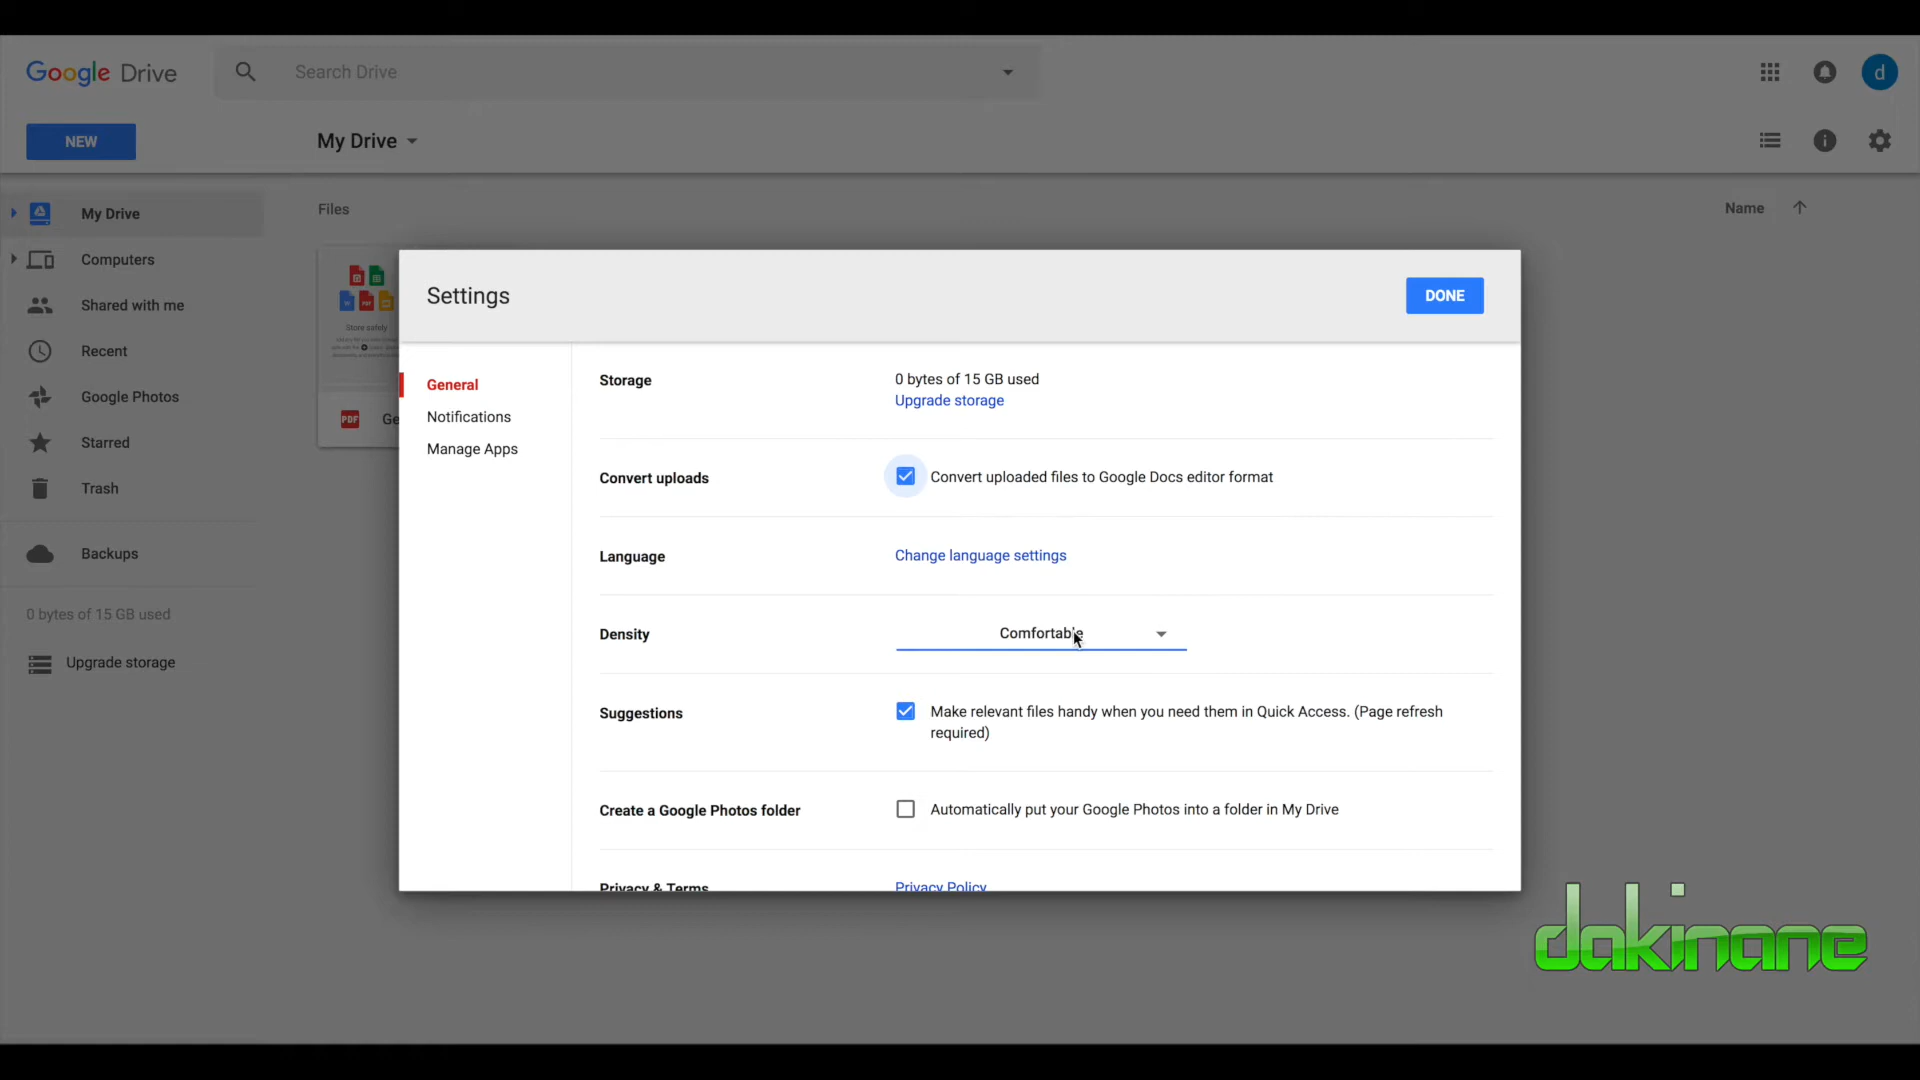 Google Drive
Search Drive
d
NEW
My Drive
My Drive
Computers
Shared with me
Recent
Google Photos
Starred
Trash
Backups
0 bytes of 15 GB used
Upgrade storage
Files
Name
Store safely
PDF
Ge
Settings
DONE
General
Notifications
Manage Apps
Storage
0 bytes of 15 GB used
Upgrade storage
Convert uploads
Convert uploaded files to Google Docs editor format
Language
Change language settings
Density
Comfortable
Suggestions
Make relevant files handy when you need them in Quick Access. (Page refresh
required)
Create a Google Photos folder
Automatically put your Google Photos into a folder in My Drive
Privacy & Terms
Privacy Policy
dakinane